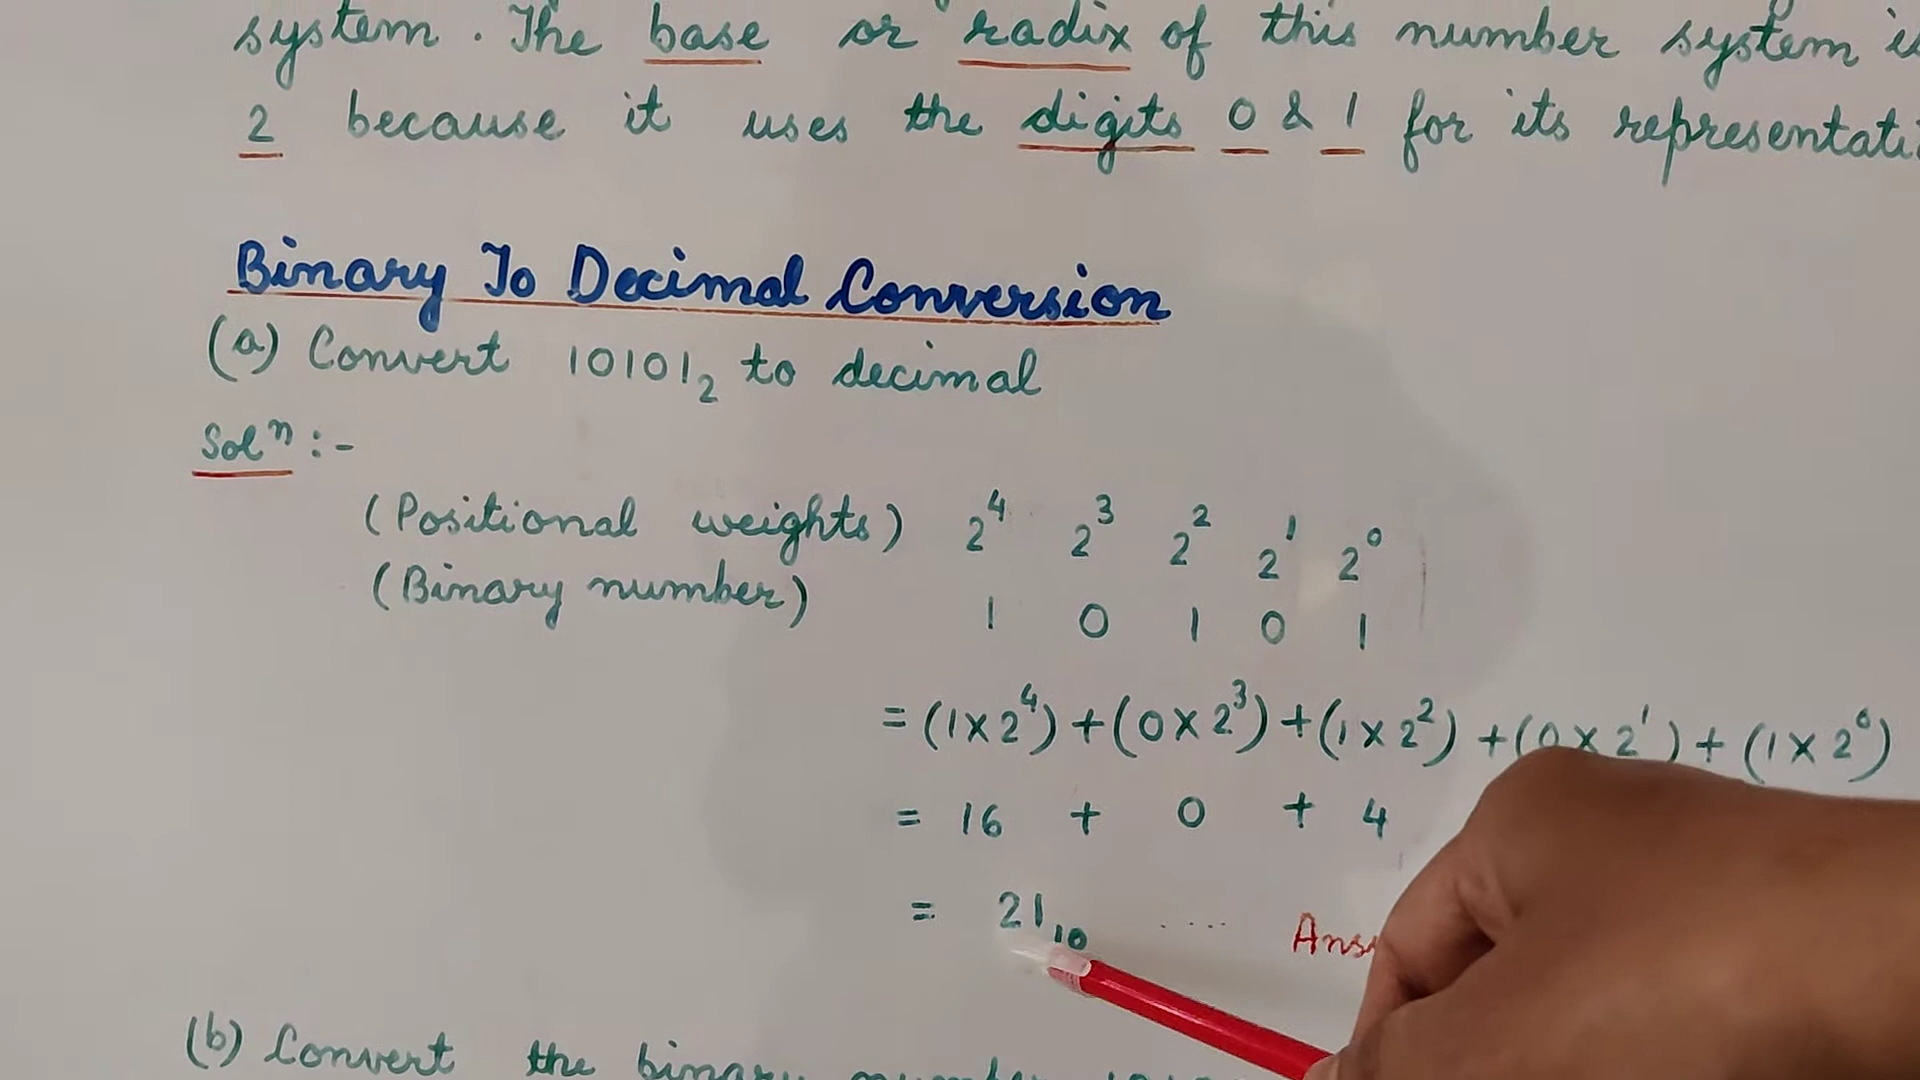 system. The base or radix of this number system is
2 because it uses the digits 0 & 1 for its
Binary To Decimal Conversion
(a) Convert 10101₂ to decimal
Solⁿ :-
(Positional weights) 2⁴ 2³ 2² 2¹ 2⁰
(Binary number) 1 0 1 0 1
= (1 x 2⁴) + (0 x 2³) + (1 x 2²) + (0 x 2¹) + (1 x 2⁰)
= 16 + 0 + 4
= 21₁₀ ....
(b) Convert the binary number